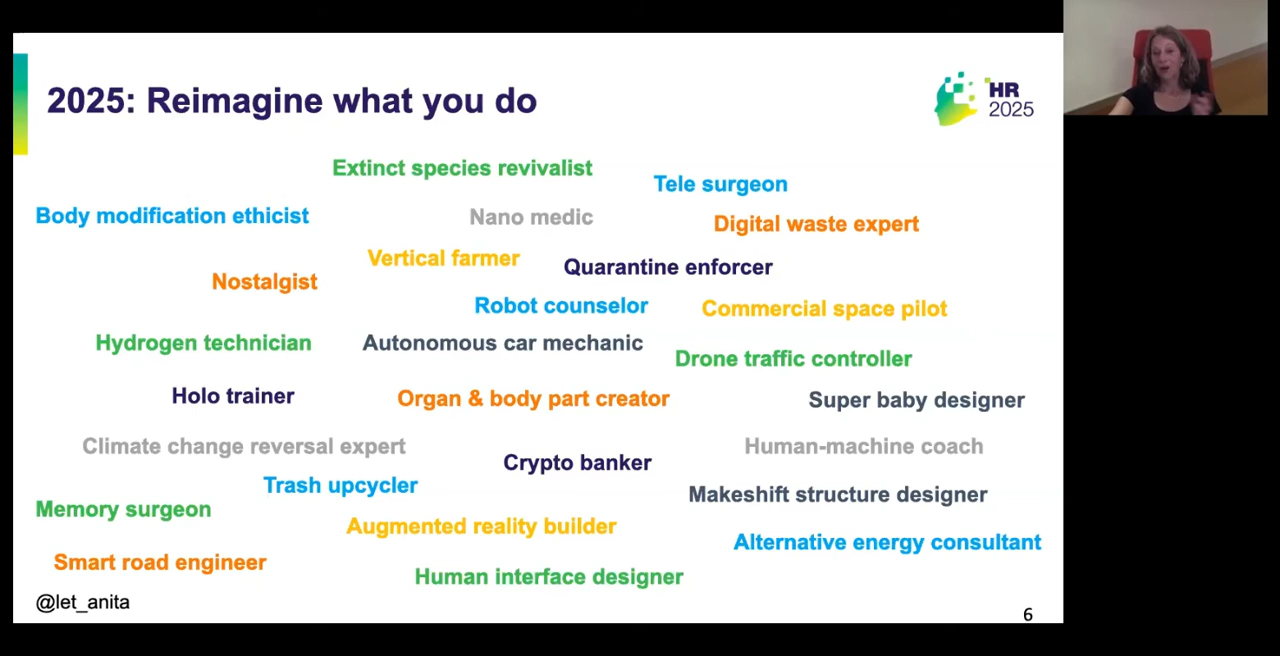 2025: Reimagine what you do
HR
2025
Extinct species revivalist
Tele surgeon
Body modification ethicist
Nano medic
Digital waste expert
Vertical farmer
Quarantine enforcer
Nostalgist
Robot counselor
Commercial space pilot
Hydrogen technician
Autonomous car mechanic
Drone traffic controller
Holo trainer
Organ & body part creator
Super baby designer
Climate change reversal expert
Human-machine coach
Crypto banker
Trash upcycler
Makeshift structure designer
Memory surgeon
Augmented reality builder
Alternative energy consultant
Smart road engineer
Human interface designer
@let_anita
6